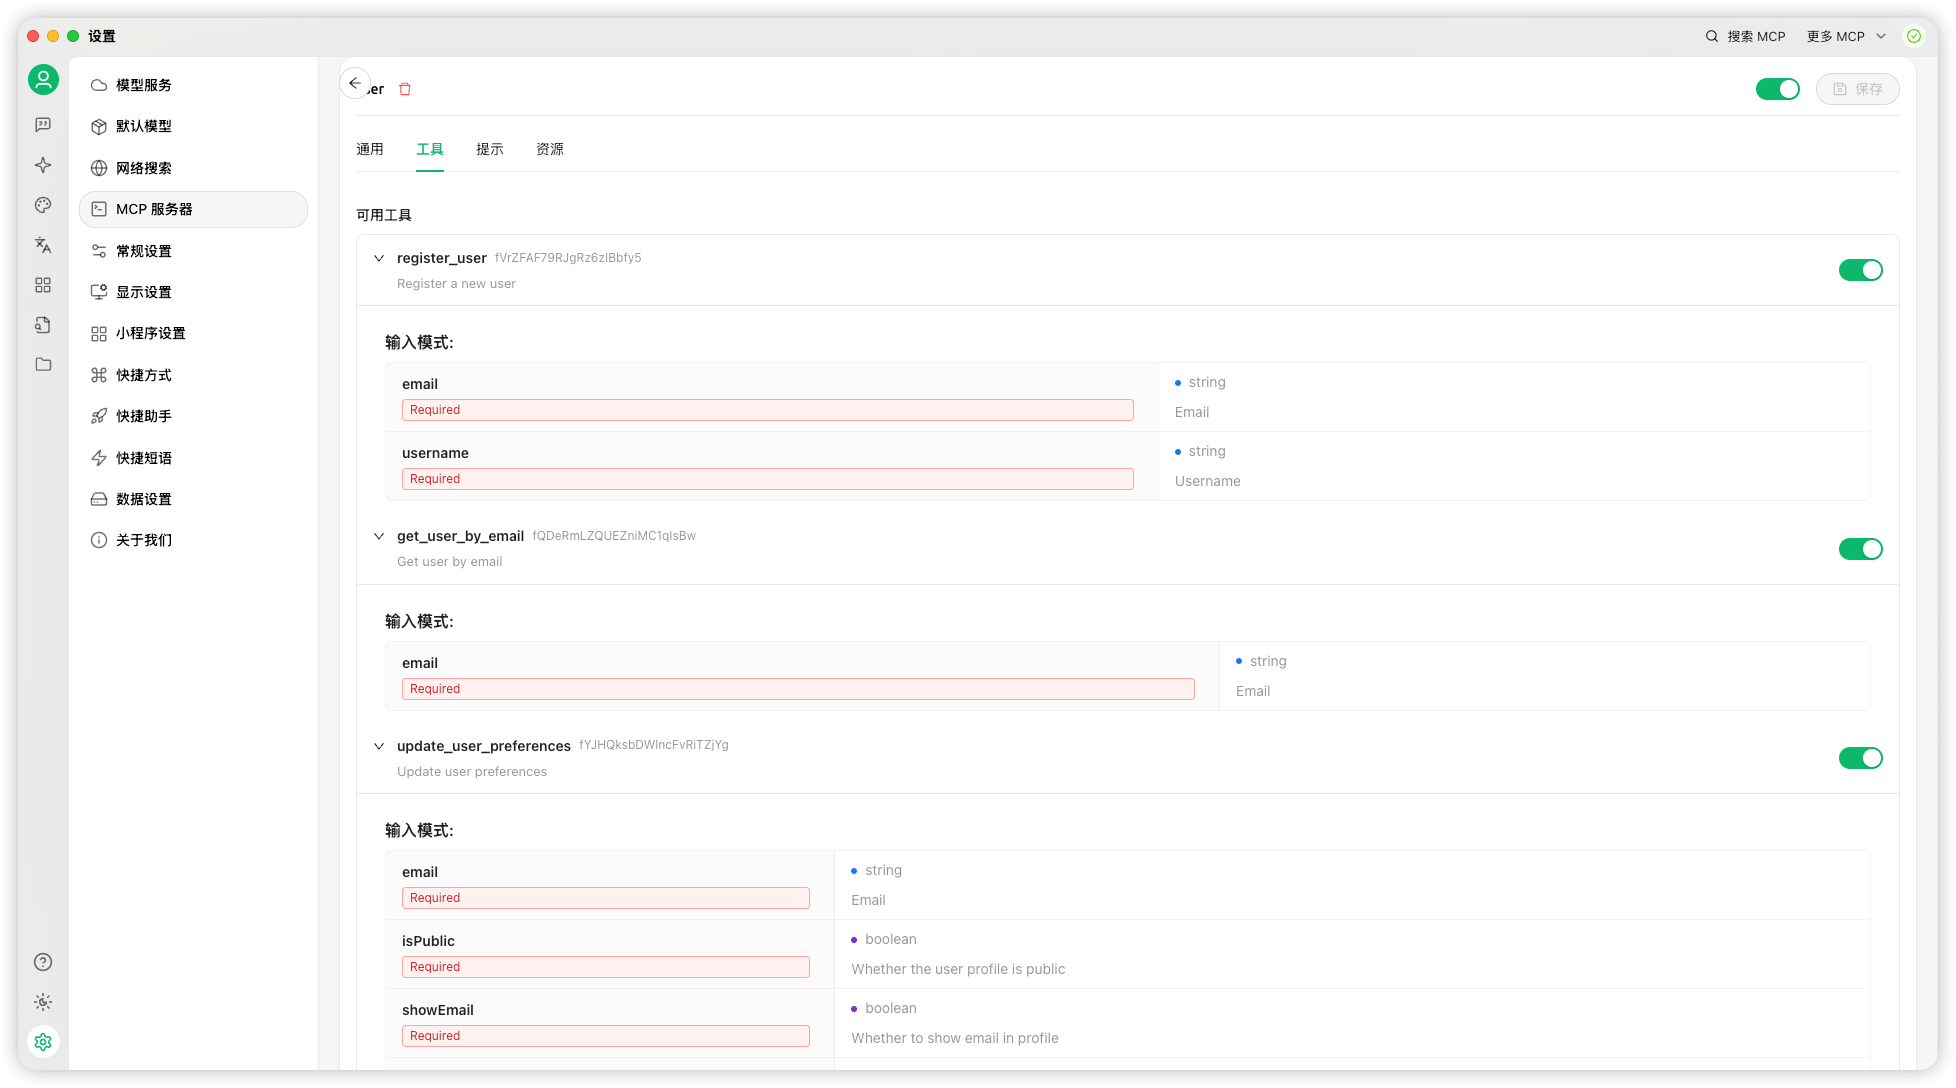 设置
搜索 MCP
更多 MCP
模型服务
默认模型
网络搜索
MCP 服务器
常规设置
显示设置
小程序设置
快捷方式
快捷助手
快捷短语
数据设置
关于我们
保存
通用
工具
提示
资源
可用工具
register_user fVrZFAF79RJgRz6zIBbfy5
Register a new user
输入模式:
email
Required
string
Email
username
Required
string
Username
get_user_by_email fQDeRmLZQUEZniMC1qIsBw
Get user by email
输入模式:
email
Required
string
Email
update_user_preferences fYJHQksbDWIncFvRiTZjYg
Update user preferences
输入模式:
email
Required
string
Email
isPublic
Required
boolean
Whether the user profile is public
showEmail
Required
boolean
Whether to show email in profile